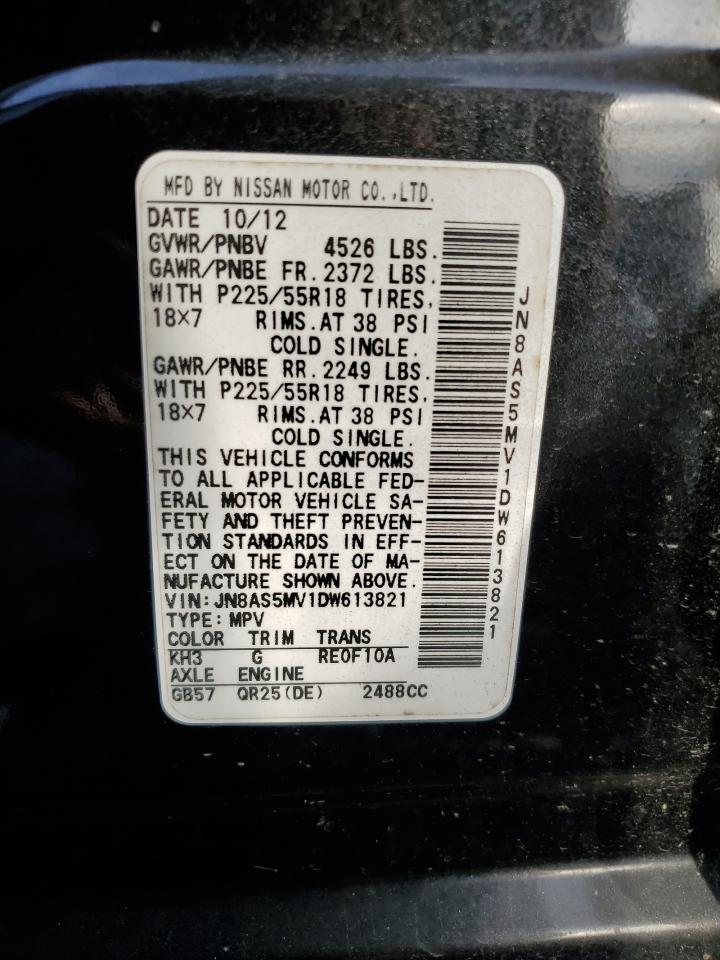 MFD BY NISSAN MOTOR CO.,LTD.
DATE 10/12
GVWR/PNBV 4526 LBS.
GAWR/PNBE FR.2372 LBS.
WITH P225/55R18 TIRES,
18×7 RIMS.AT 38 PSI
COLD SINGLE.
GAWR/PNBE RR.2249 LBS.
WITH P225/55R18 TIRES,
18×7 RIMS.AT 38 PSI
COLD SINGLE.
THIS VEHICLE CONFORMS
TO ALL APPLICABLE FED-
ERAL MOTOR VEHICLE SA-
FETY AND THEFT PREVEN-
TION STANDARDS IN EFF-
ECT ON THE DATE OF MA-
NUFACTURE SHOWN ABOVE.
VIN:JN8AS5MV1DW613821
TYPE:MPV
COLOR TRIM TRANS
KH3 G RE0F10A
AXLE ENGINE
GB57 QR25(DE) 2488CC
JN8AS5MV1DW613821